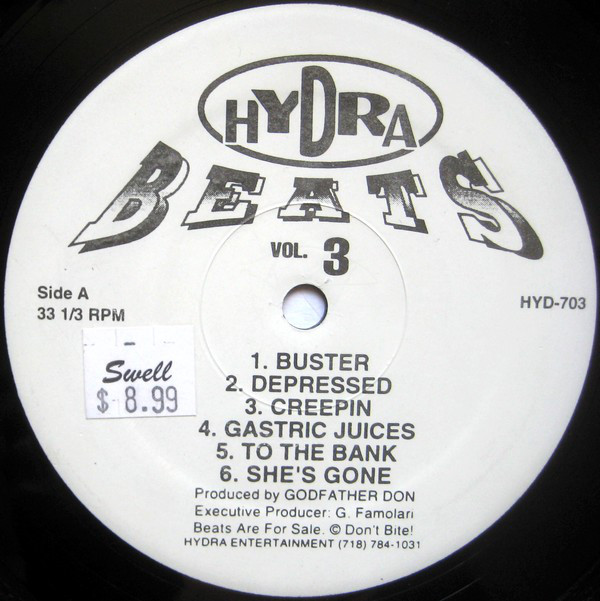 HYDRA
BEATS
VOL. 3
Side A
33 1/3 RPM
HYD-703
Swell
$ 8.99
1. BUSTER
2. DEPRESSED
3. CREEPIN
4. GASTRIC JUICES
5. TO THE BANK
6. SHE'S GONE
Produced by GODFATHER DON
Executive Producer: G. Famolari
Beats Are For Sale. © Don't Bite!
HYDRA ENTERTAINMENT (718) 784-1031